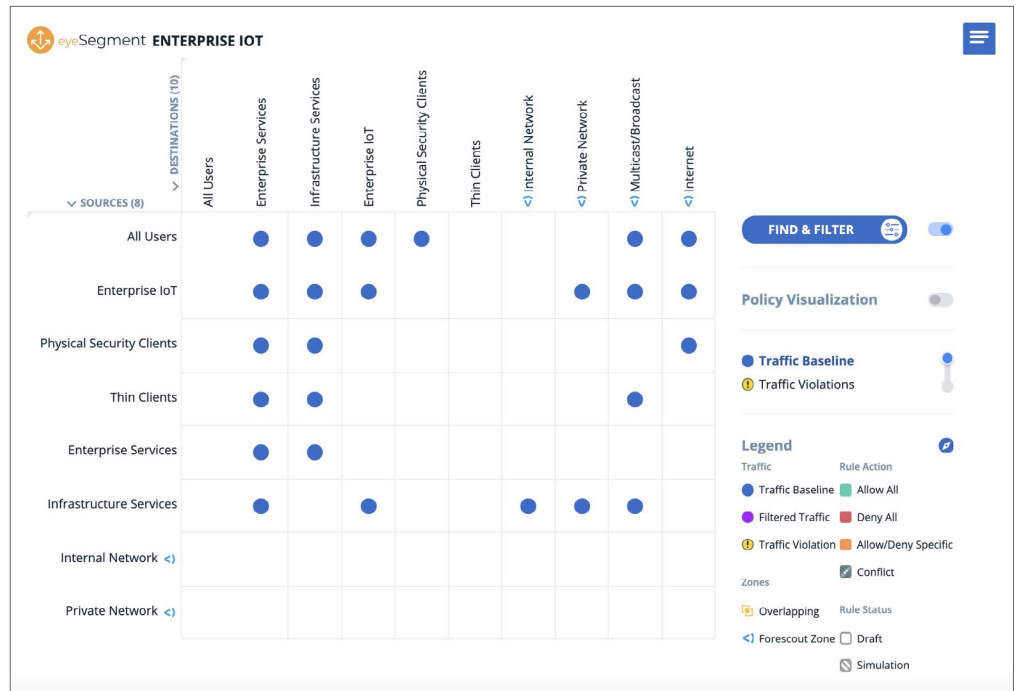 eyeSegment ENTERPRISE IOT
DESTINATIONS (10)
All Users
Enterprise Services
Infrastructure Services
Enterprise IoT
Physical Security Clients
Thin Clients
Internal Network
Private Network
Multicast/Broadcast
Internet
SOURCES (8)
All Users
Enterprise IoT
Physical Security Clients
Thin Clients
Enterprise Services
Infrastructure Services
Internal Network
Private Network
FIND & FILTER
Policy Visualization
Traffic Baseline
Traffic Violations
Legend
Traffic Rule Action
Traffic Baseline Allow All
Filtered Traffic Deny All
Traffic Violation Allow/Deny Specific
Conflict
Zones
Overlapping Rule Status
Forescout Zone Draft
Simulation